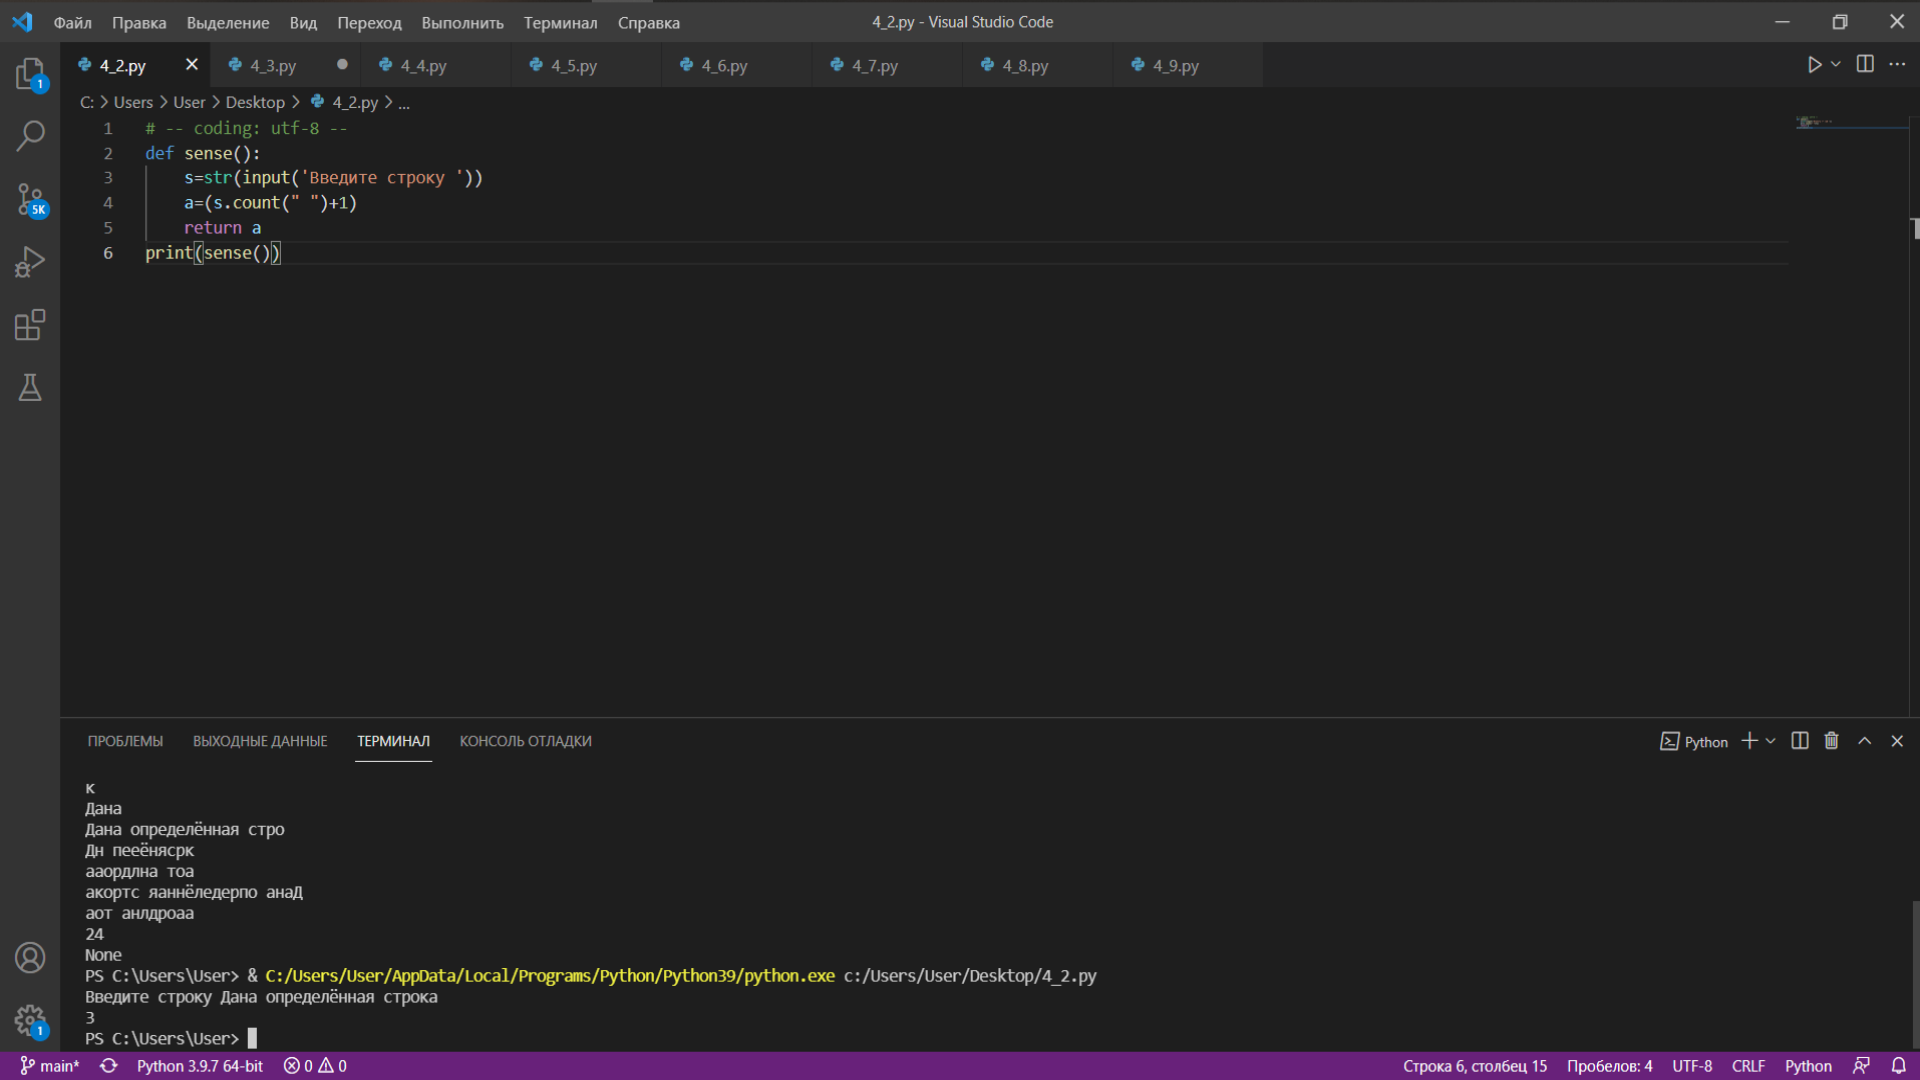 Файл Правка Выделение Вид Переход Выполнить Терминал Справка 4_2.py - Visual Studio Code
4_2.py 4_3.py 4_4.py 4_5.py 4_6.py 4_7.py 4_8.py 4_9.py
1
C: > Users > User > Desktop > 4_2.py > ...
1 # -- coding: utf-8 --
2 def sense():
3 s=str(input('Введите строку '))
4 a=(s.count(" ")+1)
5 return a
6 print(sense())
5K
ПРОБЛЕМЫ ВЫХОДНЫЕ ДАННЫЕ ТЕРМИНАЛ КОНСОЛЬ ОТЛАДКИ Python
к
Дана
Дана определённая стро
Дн пееёнясрк
ааордлна тоа
акортс яаннёледерпо анаД
аот анлдроаа
24
None
PS C:\Users\User> & C:/Users/User/AppData/Local/Programs/Python/Python39/python.exe c:/Users/User/Desktop/4_2.py
Введите строку Дана определённая строка
3
PS C:\Users\User>
1
main* Python 3.9.7 64-bit 0 0 Строка 6, столбец 15 Пробелов: 4 UTF-8 CRLF Python